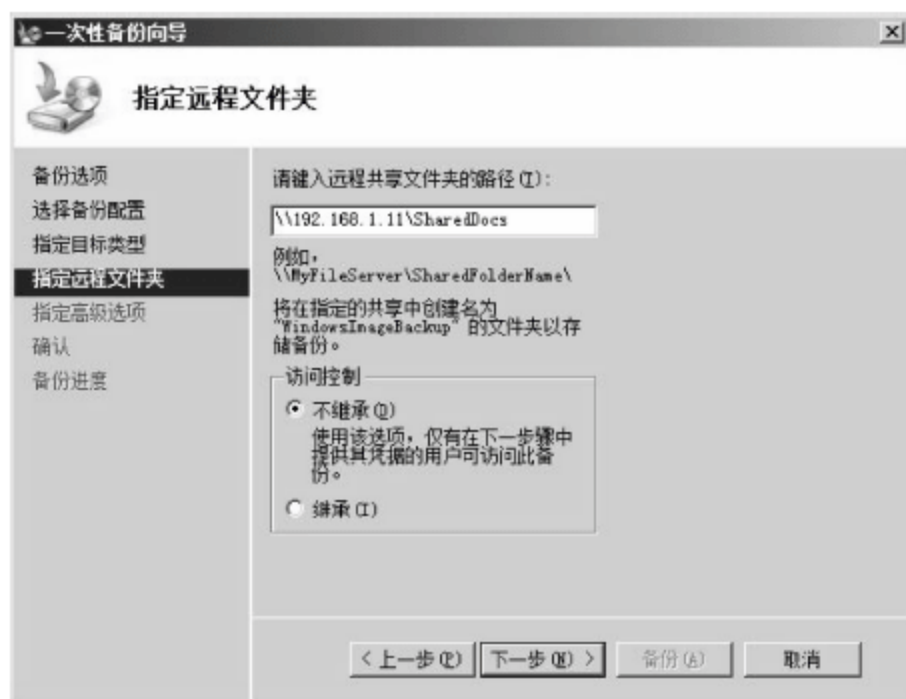 一次性备份向导
指定远程文件夹
备份选项
选择备份配置
指定目标类型
指定远程文件夹
指定高级选项
确认
备份进度
请键入远程共享文件夹的路径(T):
\\192.168.1.11\SharedDocs
例如,
\\MyFileServer\SharedFolderName\
将在指定的共享中创建名为
"WindowsImageBackup" 的文件夹以存
储备份。
访问控制
不继承(D)
使用该选项，仅有在下一步骤中
提供其凭据的用户可访问此备
份。
继承(I)
< 上一步(P)
下一步(N) >
备份(A)
取消